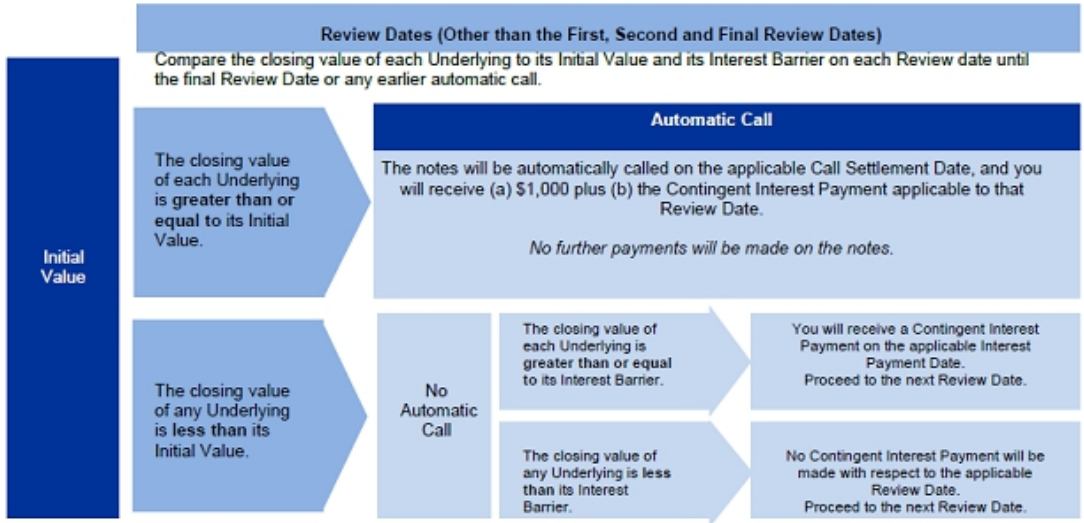 Review Dates (Other than the First, Second and Final Review Dates)
Compare the closing value of each Underlying to its Initial Value and its Interest Barrier on each Review date until
the final Review Date or any earlier automatic call.
Initial
Value
The closing value
of each Underlying
is greater than or
equal to its Initial
Value.
Automatic Call
The notes will be automatically called on the applicable Call Settlement Date, and you
will receive (a) $1,000 plus (b) the Contingent Interest Payment applicable to that
Review Date.
No further payments will be made on the notes.
The closing value
of any Underlying
is less than its
Initial Value.
No
Automatic
Call
The closing value of
each Underlying is
greater than or equal
to its Interest Barrier.
You will receive a Contingent Interest
Payment on the applicable Interest
Payment Date.
Proceed to the next Review Date.
The closing value of
any Underlying is less
than its Interest
Barrier.
No Contingent Interest Payment will be
made with respect to the applicable
Review Date.
Proceed to the next Review Date.